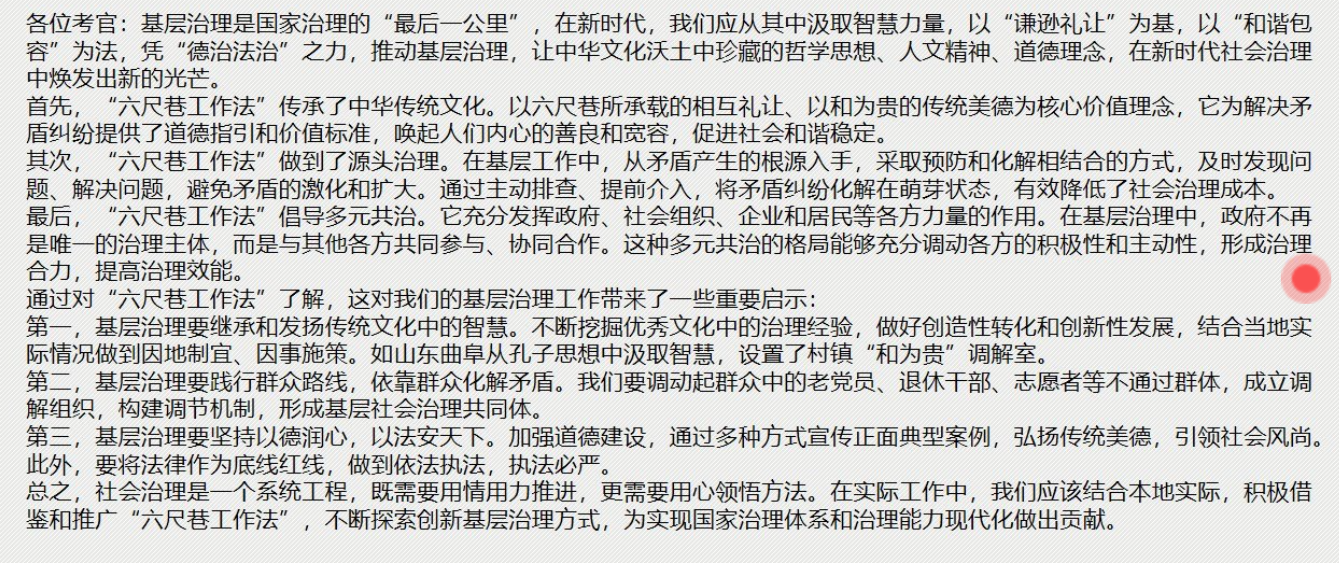 各位考官：基层治理是国家治理的“最后一公里”，在新时代，我们应从其中汲取智慧力量，以“谦逊礼让”为基，以“和谐包
容”为法，凭“德治法治”之力，推动基层治理，让中华文化沃土中珍藏的哲学思想、人文精神、道德理念，在新时代社会治理
中焕发出新的光芒。
首先，“六尺巷工作法”传承了中华传统文化。以六尺巷所承载的相互礼让、以和为贵的传统美德为核心价值理念，它为解决矛
盾纠纷提供了道德指引和价值标准，唤起人们内心的善良和宽容，促进社会和谐稳定。
其次，“六尺巷工作法”做到了源头治理。在基层工作中，从矛盾产生的根源入手，采取预防和化解相结合的方式，及时发现问
题、解决问题，避免矛盾的激化和扩大。通过主动排查、提前介入，将矛盾纠纷化解在萌芽状态，有效降低了社会治理成本。
最后，“六尺巷工作法”倡导多元共治。它充分发挥政府、社会组织、企业和居民等各方力量的作用。在基层治理中，政府不再
是唯一的治理主体，而是与其他各方共同参与、协同合作。这种多元共治的格局能够充分调动各方的积极性和主动性，形成治理
合力，提高治理效能。
通过对“六尺巷工作法”了解，这对我们的基层治理工作带来了一些重要启示：
第一，基层治理要继承和发扬传统文化中的智慧。不断挖掘优秀文化中的治理经验，做好创造性转化和创新性发展，结合当地实
际情况做到因地制宜、因事施策。如山东曲阜从孔子思想中汲取智慧，设置了村镇“和为贵”调解室。
第二，基层治理要践行群众路线，依靠群众化解矛盾。我们要调动起群众中的老党员、退休干部、志愿者等不通过群体，成立调
解组织，构建调节机制，形成基层社会治理共同体。
第三，基层治理要坚持以德润心，以法安天下。加强道德建设，通过多种方式宣传正面典型案例，弘扬传统美德，引领社会风尚。
此外，要将法律作为底线红线，做到依法执法，执法必严。
总之，社会治理是一个系统工程，既需要用情用力推进，更需要用心领悟方法。在实际工作中，我们应该结合本地实际，积极借
鉴和推广“六尺巷工作法”，不断探索创新基层治理方式，为实现国家治理体系和治理能力现代化做出贡献。